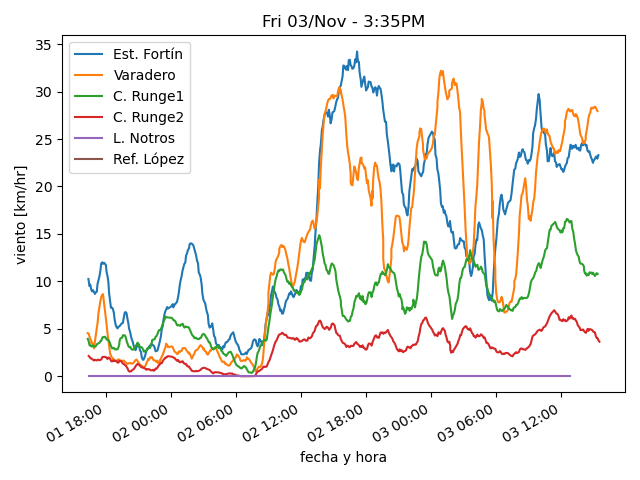 Fri 03/Nov - 3:35PM
Est. Fortín
Varadero
C. Runge1
C. Runge2
L. Notros
Ref. López
viento [km/hr]
35
30
25
20
15
10
5
0
01 18:00
02 00:00
02 06:00
02 12:00
02 18:00
03 00:00
03 06:00
03 12:00
fecha y hora